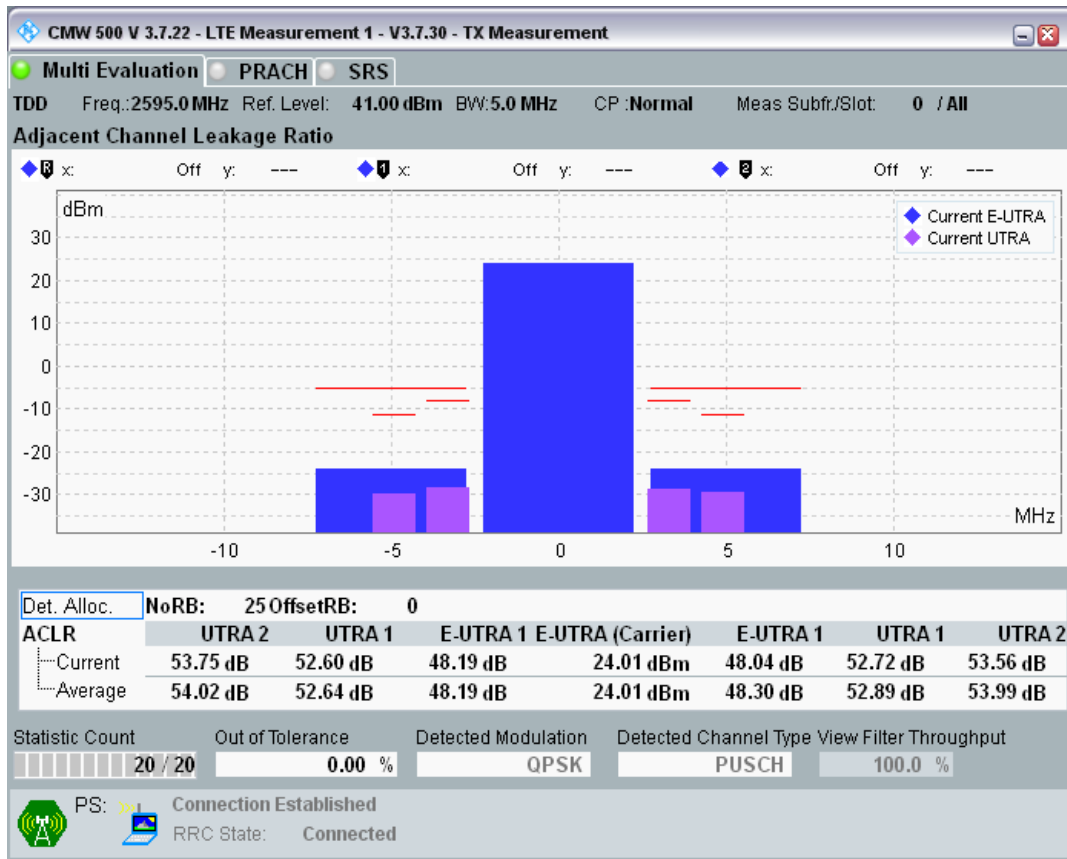 CMW 500 V 3.7.22 - LTE Measurement 1 - V3.7.30 - TX Measurement
Multi Evaluation PRACH SRS
TDD Freq.:2595.0 MHz Ref. Level: 41.00 dBm BW:5.0 MHz CP :Normal Meas Subfr./Slot: 0 / All
Adjacent Channel Leakage Ratio
R x: Off y: --- 1 x: Off y: --- 2 x: Off y: ---
dBm
Current E-UTRA
Current UTRA
30
20
10
0
-10
-20
-30
MHz
-10 -5 0 5 10
Det. Alloc. NoRB: 25 OffsetRB: 0
ACLR UTRA 2 UTRA 1 E-UTRA 1 E-UTRA (Carrier) E-UTRA 1 UTRA 1 UTRA 2
Current 53.75 dB 52.60 dB 48.19 dB 24.01 dBm 48.04 dB 52.72 dB 53.56 dB
Average 54.02 dB 52.64 dB 48.19 dB 24.01 dBm 48.30 dB 52.89 dB 53.99 dB
Statistic Count Out of Tolerance Detected Modulation Detected Channel Type View Filter Throughput
20 / 20 0.00 % QPSK PUSCH 100.0 %
PS: Connection Established
RRC State: Connected